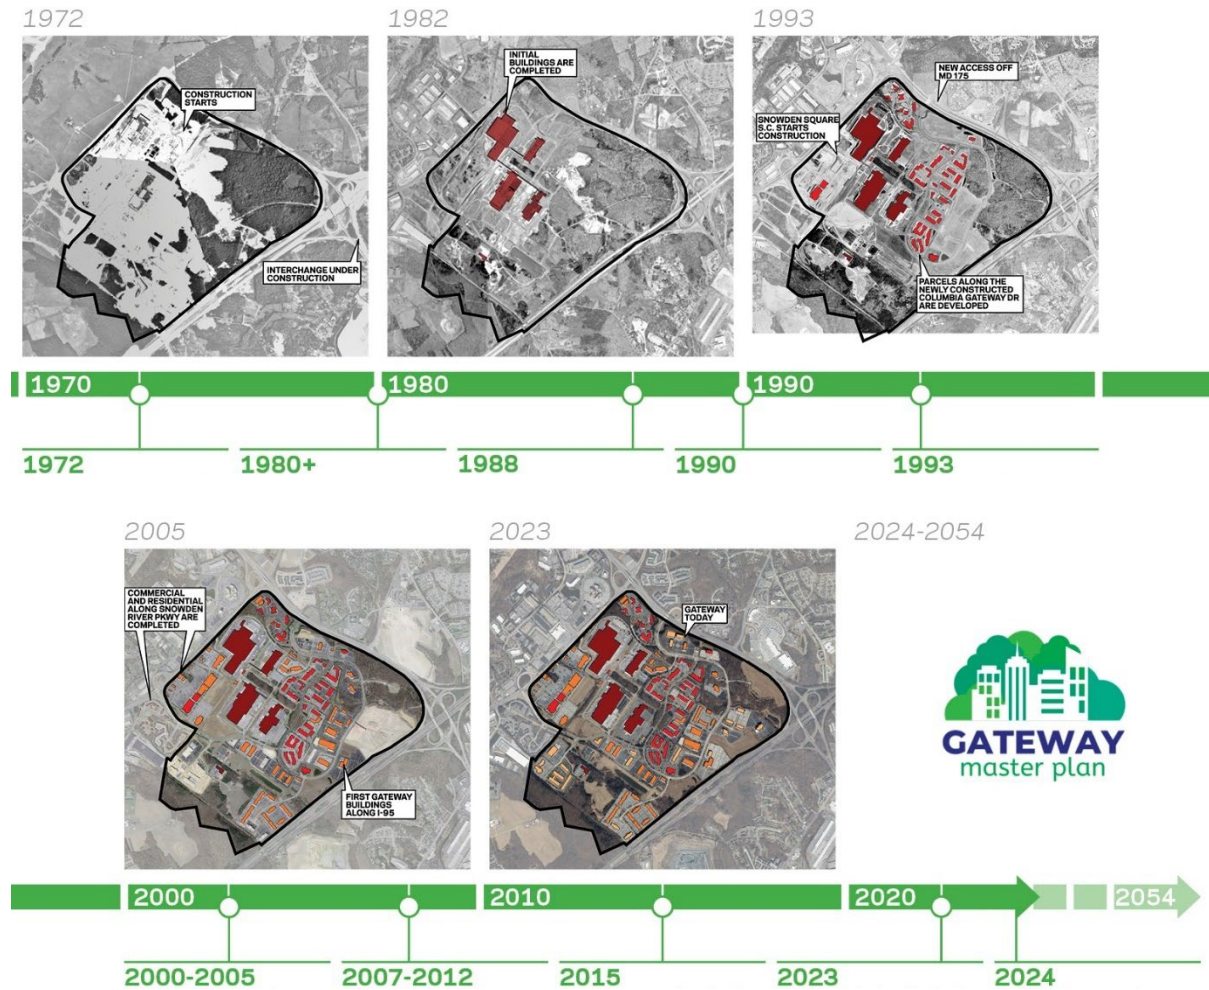 1972
1982
1993
CONSTRUCTION
STARTS
INTERCHANGE UNDER
CONSTRUCTION
INITIAL
BUILDINGS ARE
COMPLETED
NEW ACCESS OFF
MD 175
SNOWDEN SQUARE
S.C. STARTS
CONSTRUCTION
PARCELS ALONG THE
NEWLY CONSTRUCTED
COLUMBIA GATEWAY DR
ARE DEVELOPED
1970
1980
1990
1972
1980+
1988
1990
1993
2005
2023
2024-2054
COMMERCIAL
AND RESIDENTIAL
ALONG SNOWDEN
RIVER PKWY ARE
COMPLETED
FIRST GATEWAY
BUILDINGS
ALONG I-95
GATEWAY
TODAY
GATEWAY
master plan
2000
2010
2020
2054
2000-2005
2007-2012
2015
2023
2024